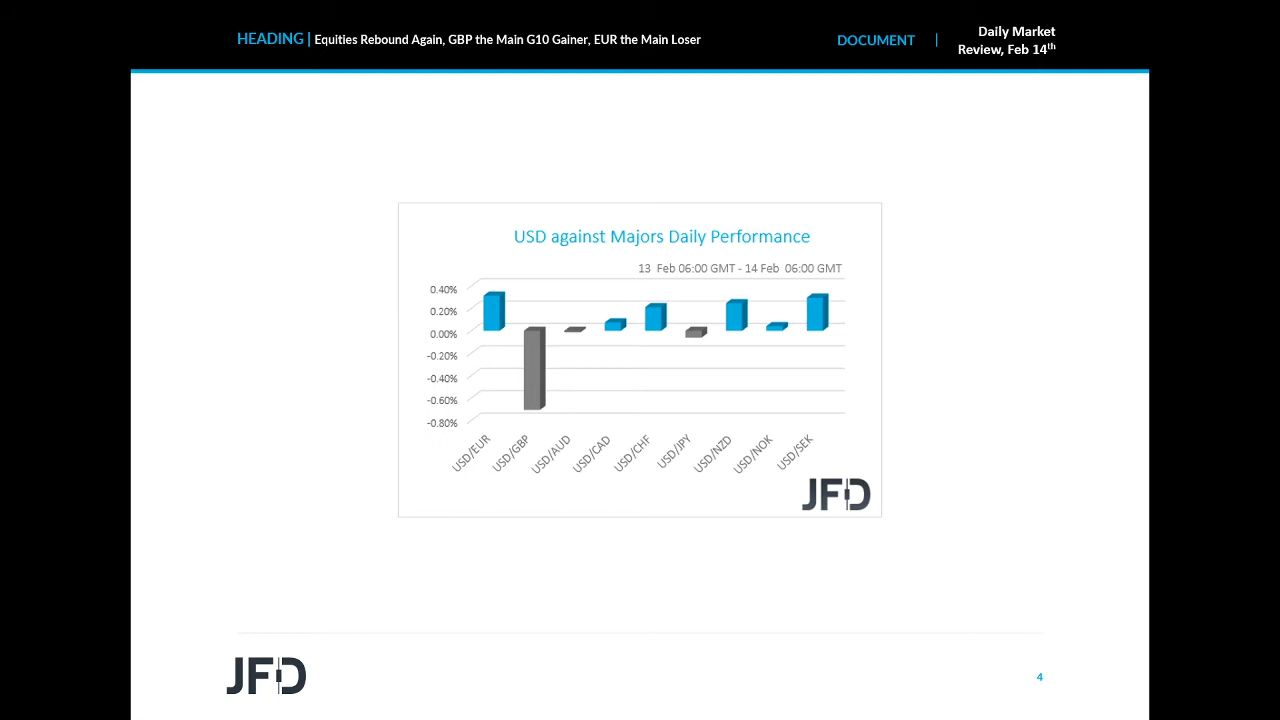 HEADING | Equities Rebound Again, GBP the Main G10 Gainer, EUR the Main Loser
DOCUMENT | Daily Market
Review, Feb 14th
USD against Majors Daily Performance
13 Feb 06:00 GMT - 14 Feb 06:00 GMT
0.40%
0.20%
0.00%
-0.20%
-0.40%
-0.60%
-0.80%
USD/EUR
USD/GBP
USD/AUD
USD/CAD
USD/CHF
USD/JPY
USD/NZD
USD/NOK
USD/SEK
JFD
JFD
4